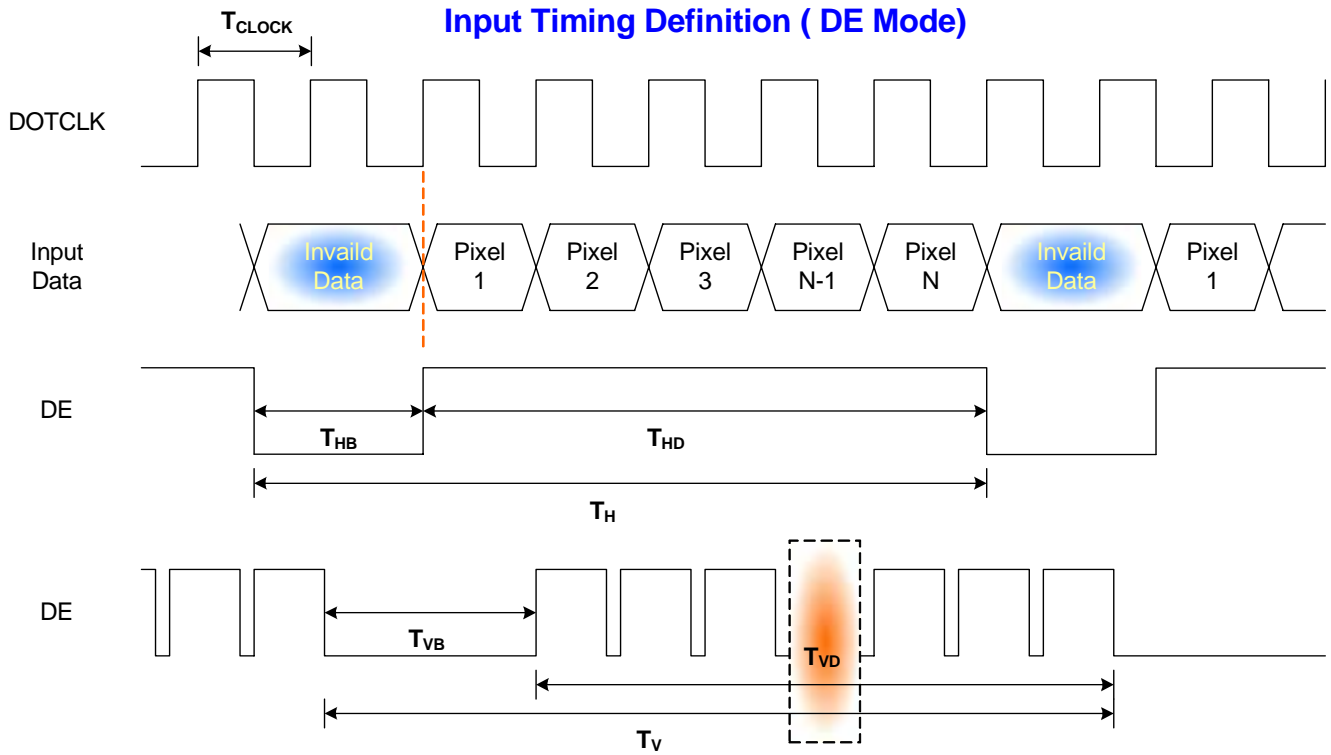 Input Timing Definition ( DE Mode)
TCLOCK
DOTCLK
Input
Data
Invaild
Data
Pixel
1
Pixel
2
Pixel
3
Pixel
N-1
Pixel
N
Invaild
Data
Pixel
1
DE
THB
THD
TH
DE
TVB
TVD
TV